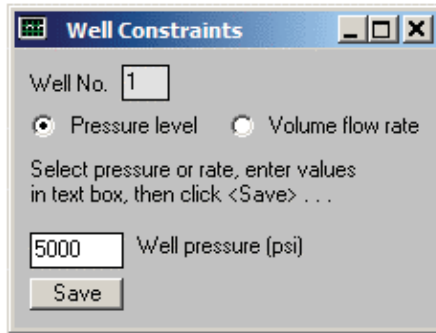 Well Constraints
Well No. 1
Pressure level Volume flow rate
Select pressure or rate, enter values
in text box, then click <Save> . . .
5000 Well pressure (psi)
Save